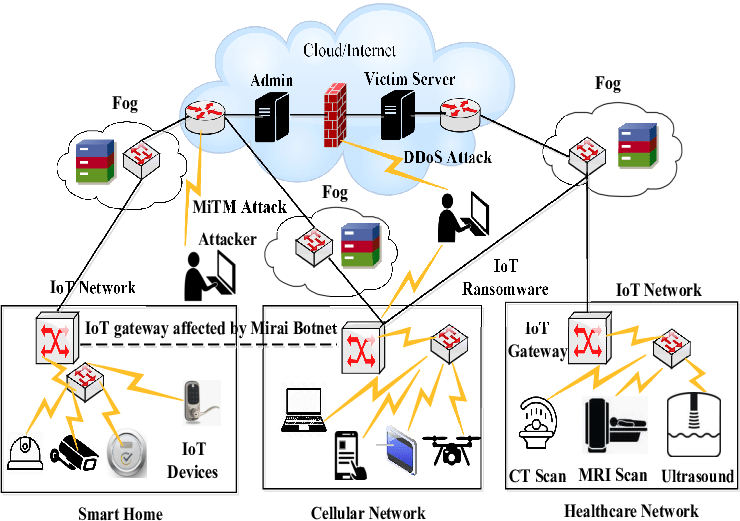 Cloud/Internet
Admin
Victim Server
Fog
Fog
DDoS Attack
MiTM Attack
Fog
Attacker
IoT
Ransomware
IoT Network
IoT Network
IoT gateway affected by Mirai Botnet
IoT
Gateway
IoT
Devices
CT Scan
MRI Scan
Ultrasound
Smart Home
Cellular Network
Healthcare Network